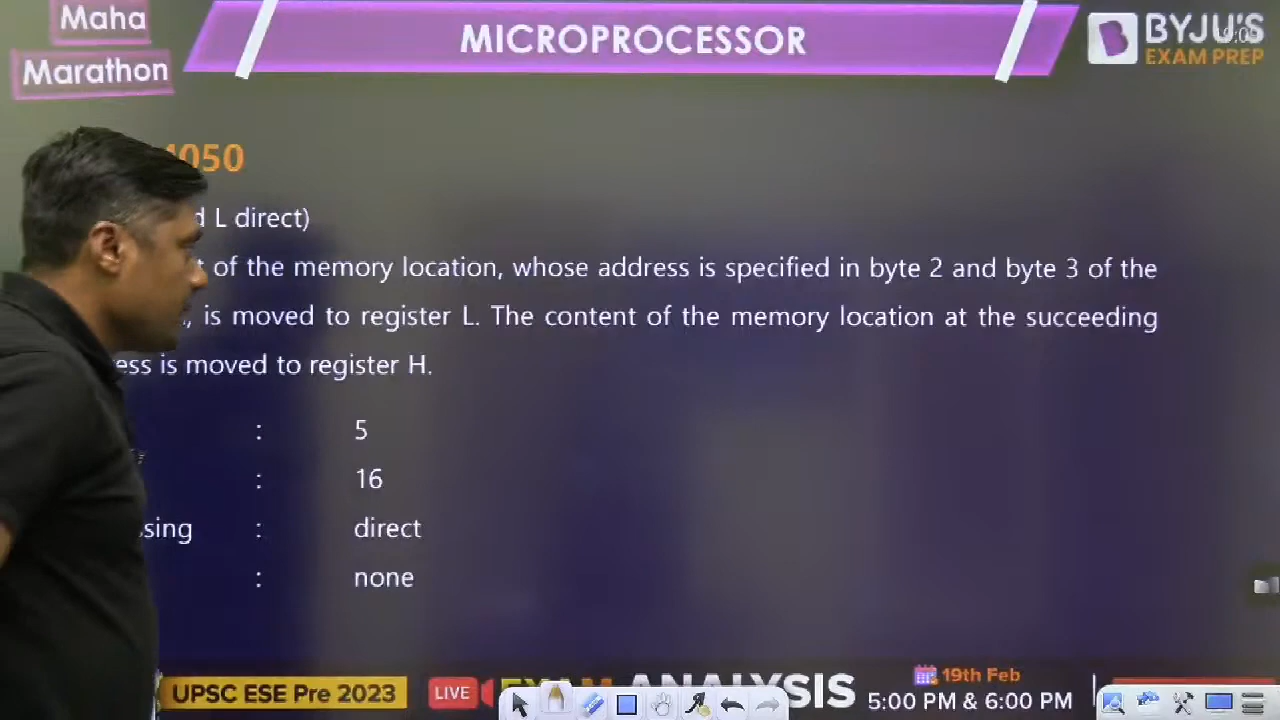 Maha
Marathon
MICROPROCESSOR
BYJU'S
EXAM PREP
4050
d L direct)
t of the memory location, whose address is specified in byte 2 and byte 3 of the
, is moved to register L. The content of the memory location at the succeeding
ess is moved to register H.
: 5
: 16
sing : direct
: none
UPSC ESE Pre 2023
LIVE
EXAM ANALYSIS
19th Feb
5:00 PM & 6:00 PM